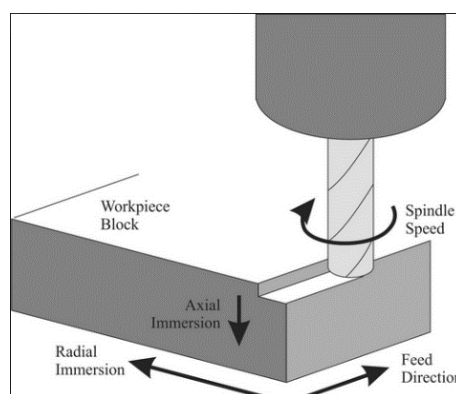 Workpiece
Block
Spindle
Speed
Axial
Immersion
Radial
Immersion
Feed
Direction